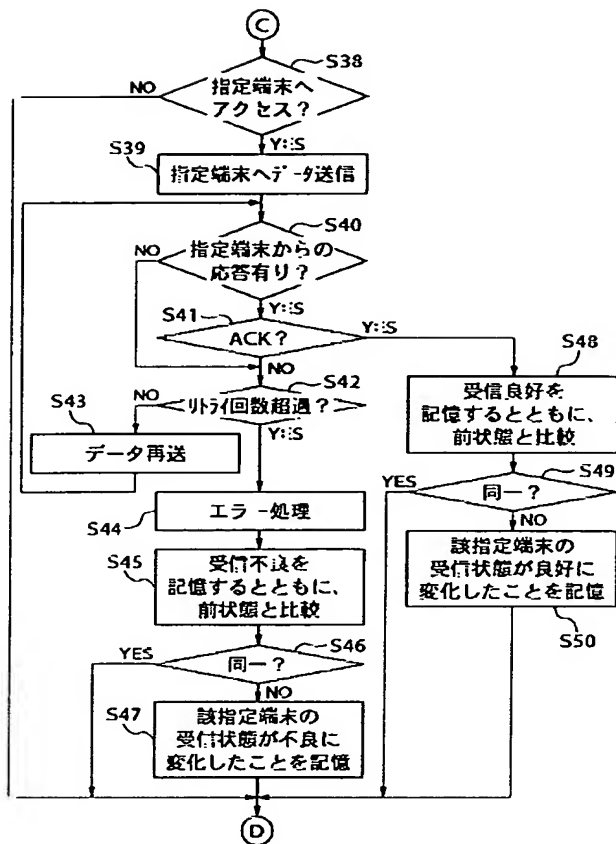 C
S38
指定端末へ
アクセス?
NO
YES
S39
指定端末へデータ送信
S40
指定端末からの
応答有り?
NO
YES
S41
ACK?
YES
NO
S42
リトライ回数超過?
NO
YES
S43
データ再送
S44
エラー処理
S45
受信不良を
記憶するとともに、
前状態と比較
S46
同一?
YES
NO
S47
該指定端末の
受信状態が不良に
変化したことを記憶
S48
受信良好を
記憶するとともに、
前状態と比較
S49
同一?
YES
NO
該指定端末の
受信状態が良好に
変化したことを記憶
S50
D